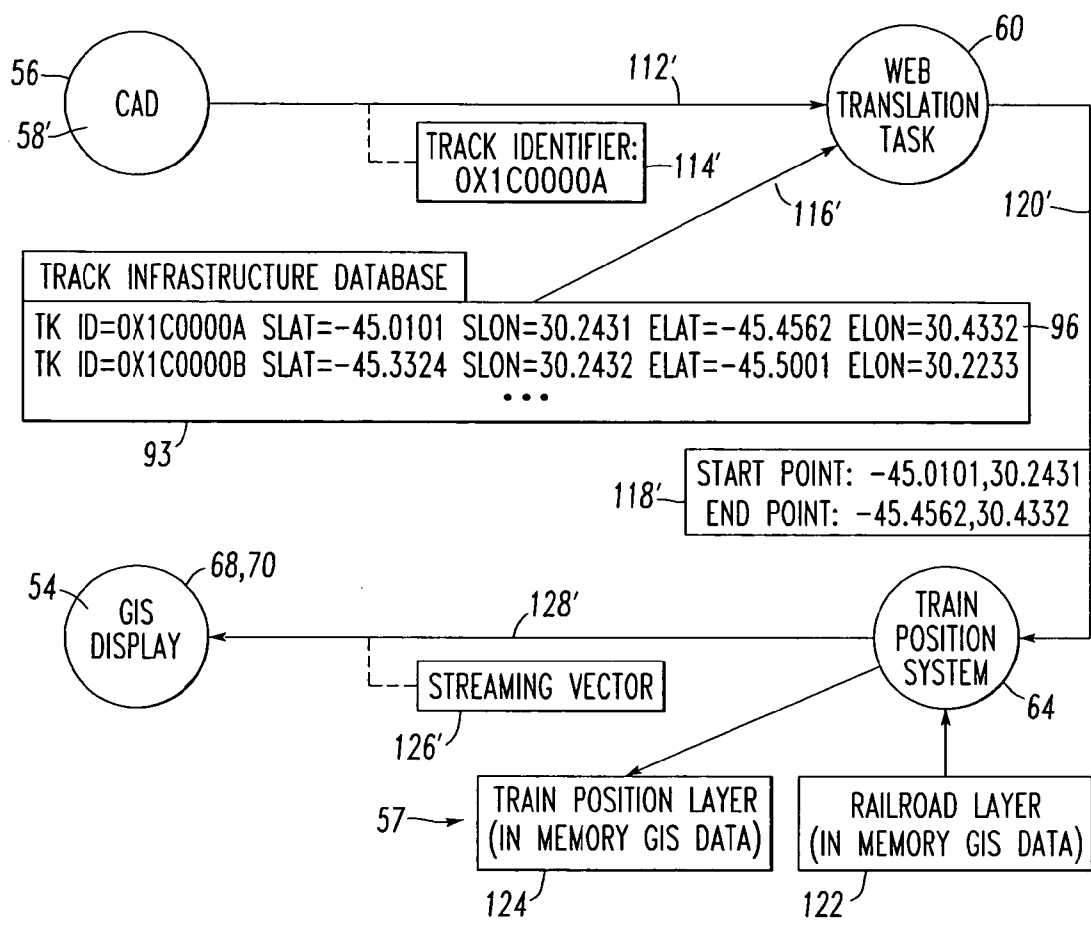 56
58'
CAD
112'
TRACK IDENTIFIER:
0X1C0000A
114'
60
WEB
TRANSLATION
TASK
116'
120'
TRACK INFRASTRUCTURE DATABASE
TK ID=0X1C0000A SLAT=-45.0101 SLON=30.2431 ELAT=-45.4562 ELON=30.4332
TK ID=0X1C0000B SLAT=-45.3324 SLON=30.2432 ELAT=-45.5001 ELON=30.2233
•••
96
93
118'
START POINT: -45.0101,30.2431
END POINT: -45.4562,30.4332
54
68,70
GIS
DISPLAY
128'
STREAMING VECTOR
126'
TRAIN
POSITION
SYSTEM
64
57
TRAIN POSITION LAYER
(IN MEMORY GIS DATA)
124
RAILROAD LAYER
(IN MEMORY GIS DATA)
122